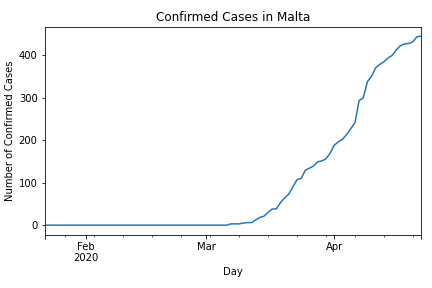 Confirmed Cases in Malta
Number of Confirmed Cases
400
300
200
100
0
Feb
2020
Mar
Apr
Day